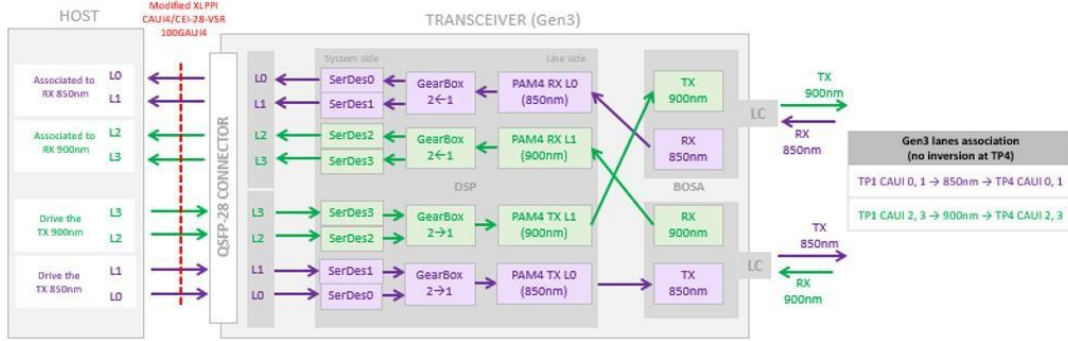 HOST
Modified XLPPI
CAUI4/CEI-28-VSR
100GAUI4
TRANSCEIVER (Gen3)
System side
Line side
Associated to
RX 850nm
L0
L1
Associated to
RX 900nm
L2
L3
Drive the
TX 900nm
L3
L2
Drive the
TX 850nm
L1
L0
QSFP-28 CONNECTOR
L0
L1
L2
L3
L3
L2
L1
L0
SerDes0
SerDes1
GearBox
2←1
PAM4 RX L0
(850nm)
SerDes2
SerDes3
GearBox
2←1
PAM4 RX L1
(900nm)
DSP
SerDes3
SerDes2
GearBox
2→1
PAM4 TX L1
(900nm)
SerDes1
SerDes0
GearBox
2→1
PAM4 TX L0
(850nm)
TX
900nm
RX
850nm
BOSA
RX
900nm
TX
850nm
LC
LC
TX
900nm
RX
850nm
TX
850nm
RX
900nm
Gen3 lanes association
(no inversion at TP4)
TP1 CAUI 0, 1 → 850nm → TP4 CAUI 0, 1
TP1 CAUI 2, 3 → 900nm → TP4 CAUI 2, 3